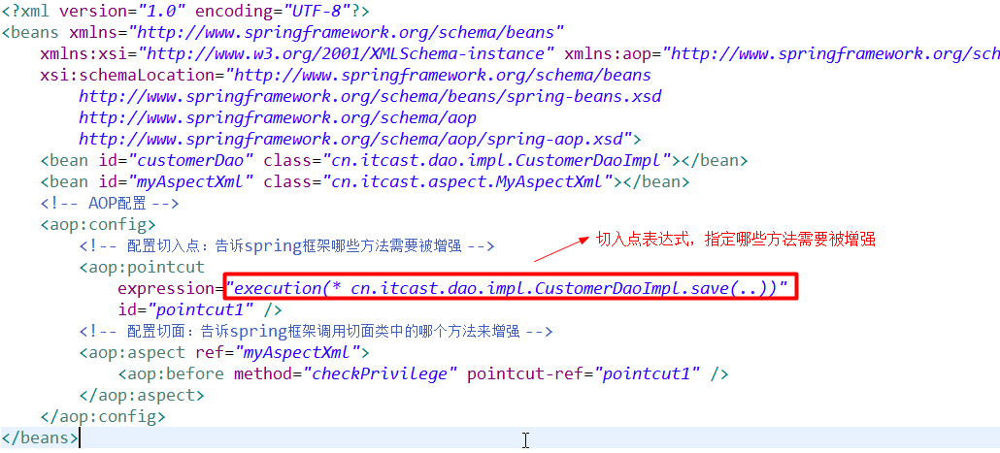 <?xml version="1.0" encoding="UTF-8"?>
<beans xmlns="http://www.springframework.org/schema/beans"
xmlns:xsi="http://www.w3.org/2001/XMLSchema-instance" xmlns:aop="http://www.springframework.org/sch
xsi:schemaLocation="http://www.springframework.org/schema/beans
http://www.springframework.org/schema/beans/spring-beans.xsd
http://www.springframework.org/schema/aop
http://www.springframework.org/schema/aop/spring-aop.xsd">
<bean id="customerDao" class="cn.itcast.dao.impl.CustomerDaoImpl"></bean>
<bean id="myAspectXml" class="cn.itcast.aspect.MyAspectXml"></bean>
<!-- AOP配置 -->
<aop:config>
<!-- 配置切入点：告诉spring框架哪些方法需要被增强 -->
切入点表达式，指定哪些方法需要被增强
<aop:pointcut
expression="execution(* cn.itcast.dao.impl.CustomerDaoImpl.save(..))"
id="pointcut1" />
<!-- 配置切面：告诉spring框架调用切面类中的哪个方法来增强 -->
<aop:aspect ref="myAspectXml">
<aop:before method="checkPrivilege" pointcut-ref="pointcut1" />
</aop:aspect>
</aop:config>
</beans>